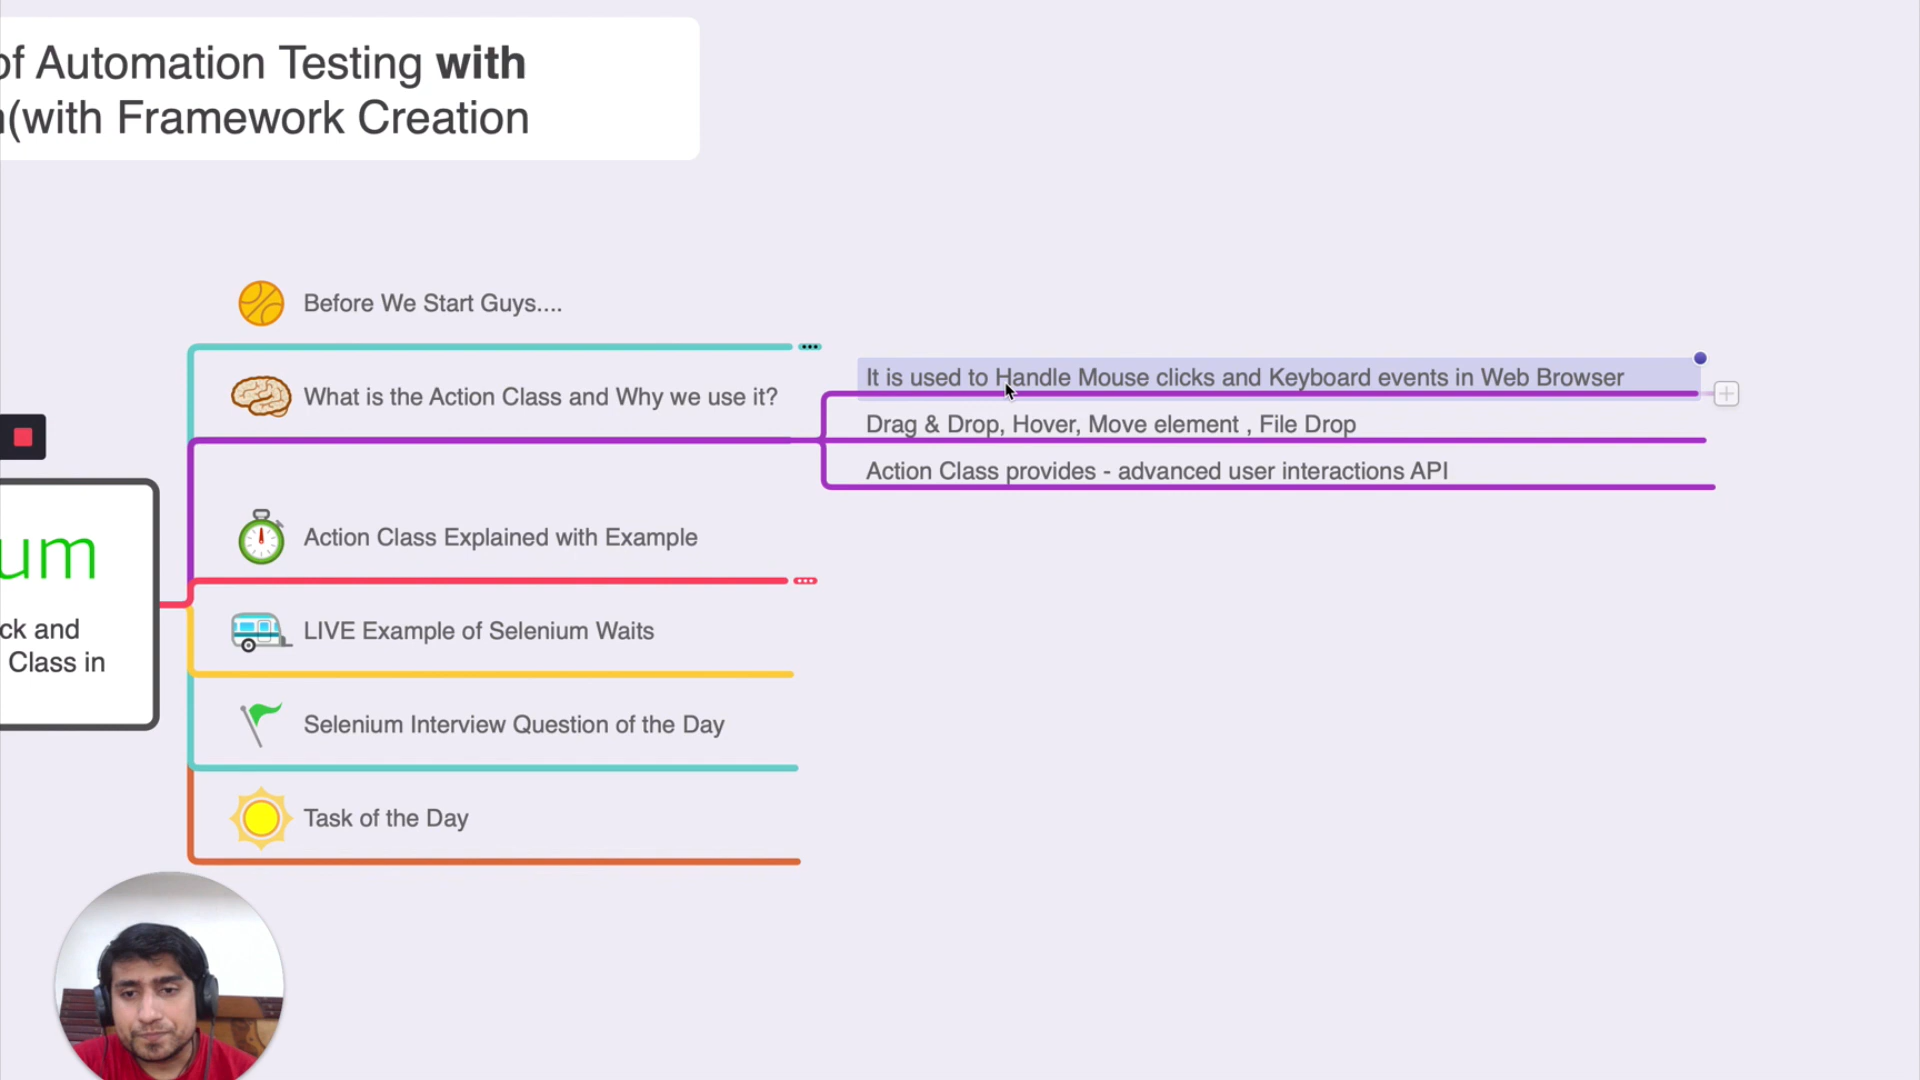 of Automation Testing with
(with Framework Creation
Before We Start Guys....
What is the Action Class and Why we use it?
It is used to Handle Mouse clicks and Keyboard events in Web Browser
Drag & Drop, Hover, Move element , File Drop
Action Class provides - advanced user interactions API
Action Class Explained with Example
um
ck and
Class in
LIVE Example of Selenium Waits
Selenium Interview Question of the Day
Task of the Day